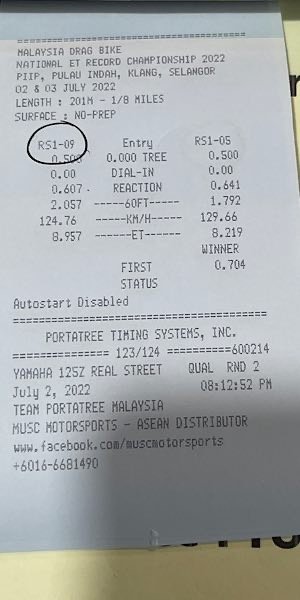 =====================================
MALAYSIA DRAG BIKE
NATIONAL ET RECORD CHAMPIONSHIP 2022
PIIP, PULAU INDAH, KLANG, SELANGOR
02 & 03 JULY 2022
LENGTH : 201M - 1/8 MILES
SURFACE : NO-PREP
RS1-09 Entry RS1-05
0.500 0.000 TREE 0.500
0.00 DIAL-IN 0.00
0.607 REACTION 0.641
2.057 -----60FT----- 1.792
124.76 -----KM/H----- 129.66
8.957 ------ET------ 8.219
WINNER
FIRST 0.704
STATUS
Autostart Disabled
=====================================
PORTATREE TIMING SYSTEMS, INC.
============== 123/124 ==========600214
YAMAHA 125Z REAL STREET QUAL RND 2
July 2, 2022 08:12:52 PM
TEAM PORTATREE MALAYSIA
MUSC MOTORSPORTS - ASEAN DISTRIBUTOR
www.facebook.com/muscmotorsports
+6016-6681490